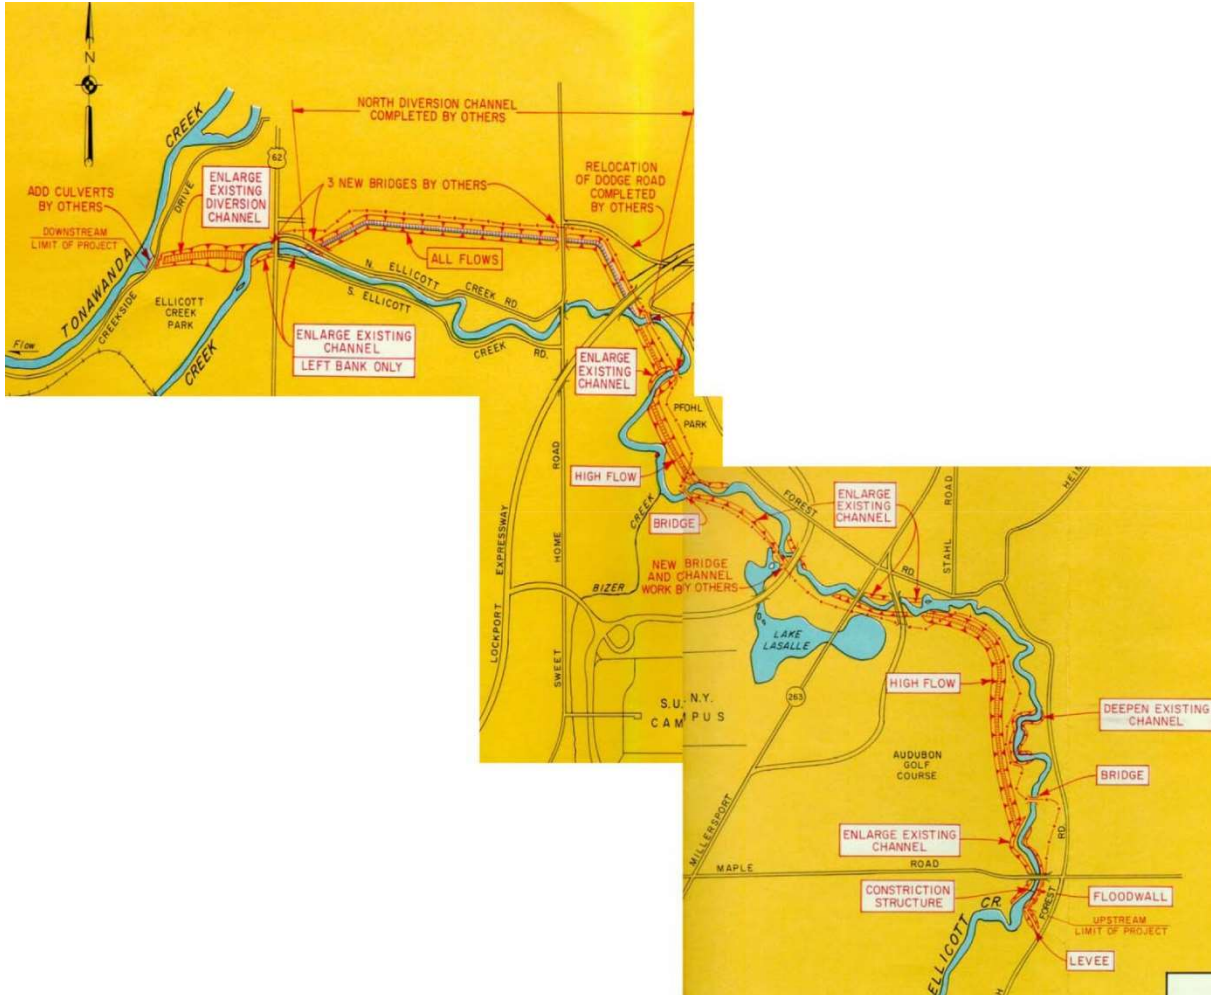 N
NORTH DIVERSION CHANNEL
COMPLETED BY OTHERS
CREEK
62
ENLARGE
EXISTING
DIVERSION
CHANNEL
3 NEW BRIDGES BY OTHERS
RELOCATION
OF DODGE ROAD
COMPLETED
BY OTHERS
ADD CULVERTS
BY OTHERS
DRIVE
DOWNSTREAM
LIMIT OF PROJECT
ALL FLOWS
TONAWANDA
CREEKSIDE
N. ELLICOTT
CREEK RD
S. ELLICOTT
CREEK RD.
ELLICOTT
CREEK
PARK
Flow
CREEK
ENLARGE EXISTING
CHANNEL
LEFT BANK ONLY
ENLARGE
EXISTING
CHANNEL
PFOHL
PARK
ROAD
HIGH FLOW
CREEK
BRIDGE
FOREST
RD.
ENLARGE
EXISTING
CHANNEL
STAHL ROAD
LOCKPORT EXPRESSWAY
HOME
NEW BRIDGE
AND CHANNEL
WORK BY OTHERS
BIZER
LAKE
LASALLE
SWEET
263
HIGH FLOW
S.U.N.Y.
CAMPUS
DEEPEN EXISTING
CHANNEL
AUDUBON
GOLF
COURSE
BRIDGE
MILLERSPORT
ENLARGE EXISTING
CHANNEL
RD.
MAPLE ROAD
CONSTRICTION
STRUCTURE
FLOODWALL
FOREST
CR.
UPSTREAM
LIMIT OF PROJECT
ELLICOTT
LEVEE